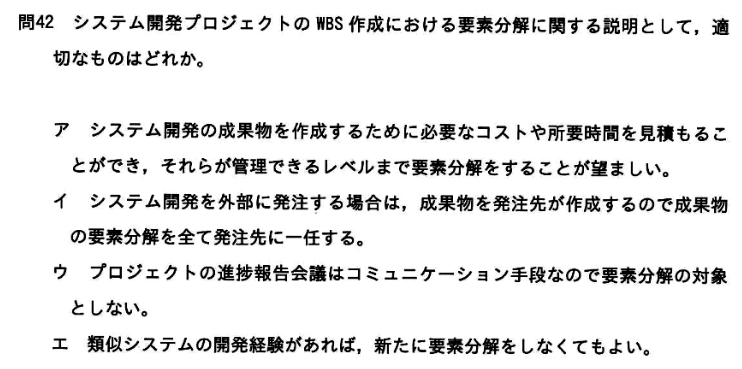 問42　システム開発プロジェクトの WBS 作成における要素分解に関する説明として，適
切なものはどれか。
ア　システム開発の成果物を作成するために必要なコストや所要時間を見積もるこ
とができ，それらが管理できるレベルまで要素分解をすることが望ましい。
イ　システム開発を外部に発注する場合は，成果物を発注先が作成するので成果物
の要素分解を全て発注先に一任する。
ウ　プロジェクトの進捗報告会議はコミュニケーション手段なので要素分解の対象
としない。
エ　類似システムの開発経験があれば，新たに要素分解をしなくてもよい。